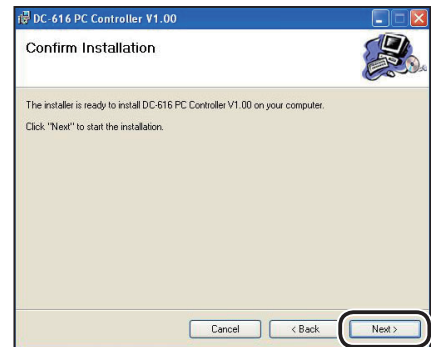 DC-616 PC Controller V1.00
Confirm Installation
The installer is ready to install DC-616 PC Controller V1.00 on your computer.
Click "Next" to start the installation.
Cancel
< Back
Next >